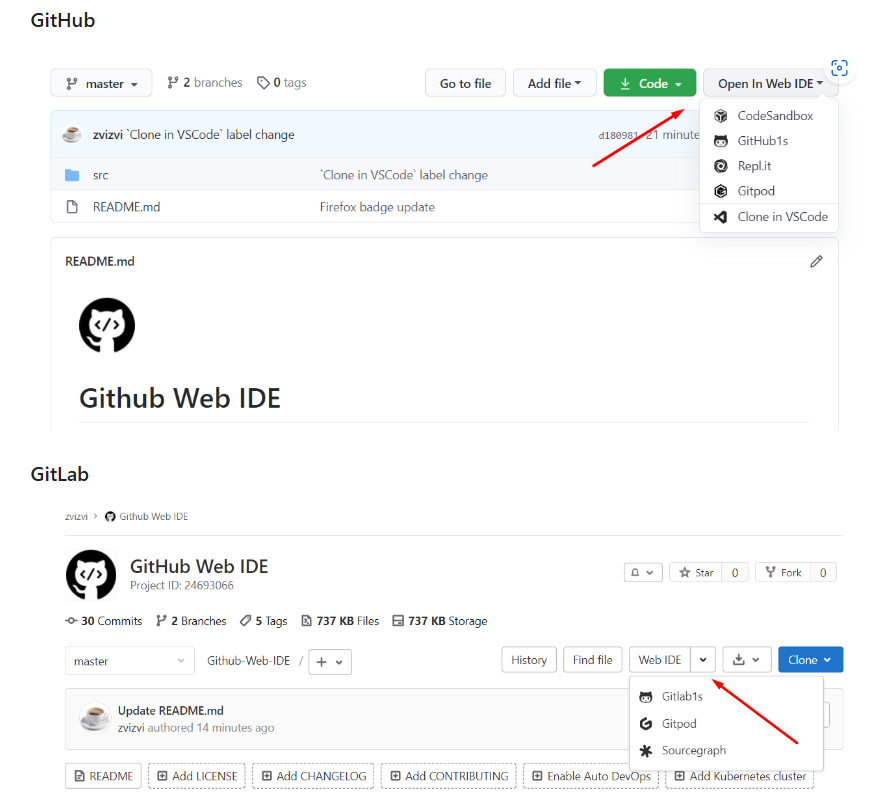 GitHub
master 2 branches 0 tags Go to file Add file Code Open In Web IDE
CodeSandbox
zvizvi `Clone in VSCode` label change d180981 21 minute
GitHub1s
Repl.it
src `Clone in VSCode` label change
Gitpod
README.md Firefox badge update
Clone in VSCode
README.md
Github Web IDE
GitLab
zvizvi > Github Web IDE
GitHub Web IDE
Project ID: 24693066
Star 0 Fork 0
30 Commits 2 Branches 5 Tags 737 KB Files 737 KB Storage
master Github-Web-IDE / + History Find file Web IDE Clone
Gitlab1s
Update README.md
Gitpod
zvizvi authored 14 minutes ago
Sourcegraph
README Add LICENSE Add CHANGELOG Add CONTRIBUTING Enable Auto DevOps Add Kubernetes cluster